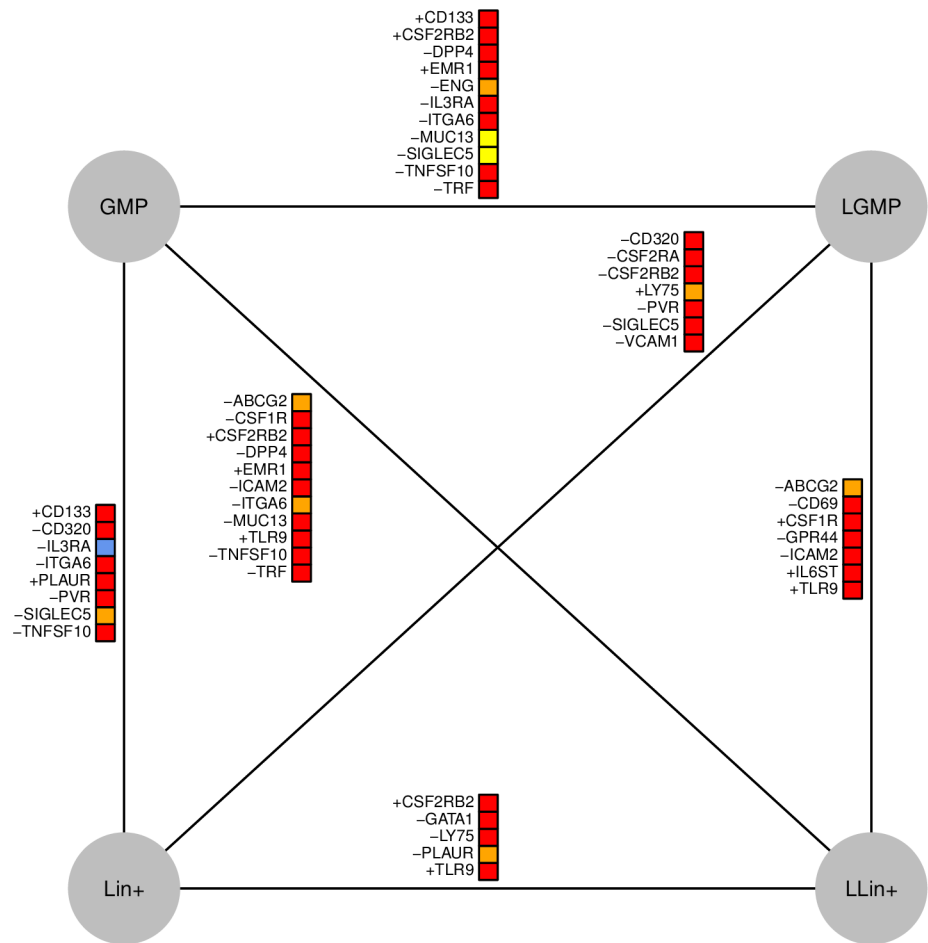 +CD133
+CSF2RB2
−DPP4
+EMR1
−ENG
−IL3RA
−ITGA6
−MUC13
−SIGLEC5
−TNFSF10
−TRF
GMP
LGMP
−CD320
−CSF2RA
−CSF2RB2
+LY75
−PVR
−SIGLEC5
−VCAM1
−ABCG2
−CSF1R
+CSF2RB2
−DPP4
+EMR1
−ICAM2
−ITGA6
−MUC13
+TLR9
−TNFSF10
−TRF
−ABCG2
−CD69
+CSF1R
−GPR44
−ICAM2
+IL6ST
+TLR9
+CD133
−CD320
−IL3RA
−ITGA6
+PLAUR
−PVR
−SIGLEC5
−TNFSF10
+CSF2RB2
−GATA1
−LY75
−PLAUR
+TLR9
Lin+
LLin+